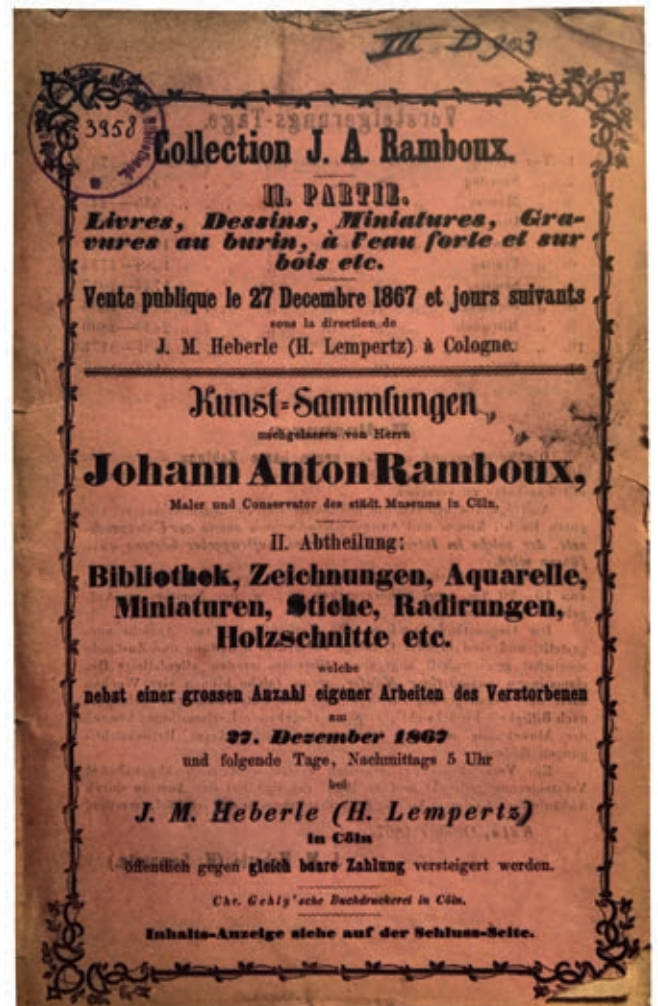 III D 903
3958
Collection J. A. Ramboux.
II. PARTIE.
Livres, Dessins, Miniatures, Gra-
vures au burin, à l'eau forte et sur
bois etc.
Vente publique le 27 Decembre 1867 et jours suivants
sous la direction de
J. M. Heberle (H. Lempertz) à Cologne.
Kunst-Sammlungen
nachgelassen von Herrn
Johann Anton Ramboux,
Maler und Conservator des städt. Museums in Cöln.
II. Abtheilung:
Bibliothek, Zeichnungen, Aquarelle,
Miniaturen, Stiche, Radirungen,
Holzschnitte etc.
welche
nebst einer grossen Anzahl eigener Arbeiten des Verstorbenen
am
27. Dezember 1867
und folgende Tage, Nachmittags 5 Uhr
bei
J. M. Heberle (H. Lempertz)
in Cöln
öffentlich gegen gleich baare Zahlung versteigert werden.
Chr. Gehly'sche Buchdruckerei in Cöln.
Inhalts-Anzeige siehe auf der Schluss-Seite.